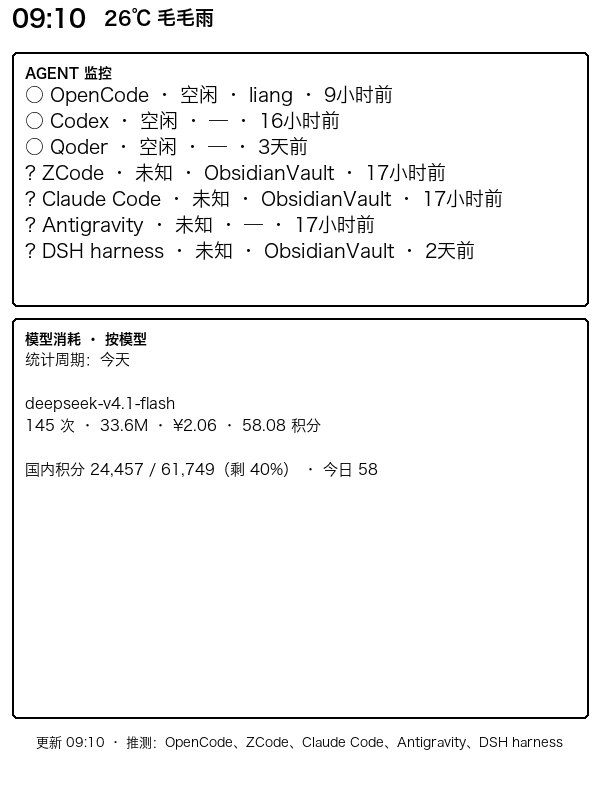 09:10 26℃ 毛毛雨
AGENT 监控
○ OpenCode · 空闲 · liang · 9小时前
○ Codex · 空闲 · — · 16小时前
○ Qoder · 空闲 · — · 3天前
? ZCode · 未知 · ObsidianVault · 17小时前
? Claude Code · 未知 · ObsidianVault · 17小时前
? Antigravity · 未知 · — · 17小时前
? DSH harness · 未知 · ObsidianVault · 2天前
模型消耗 · 按模型
统计周期：今天
deepseek-v4.1-flash
145 次 · 33.6M · ¥2.06 · 58.08 积分
国内积分 24,457 / 61,749（剩 40%） · 今日 58
更新 09:10 · 推测：OpenCode、ZCode、Claude Code、Antigravity、DSH harness